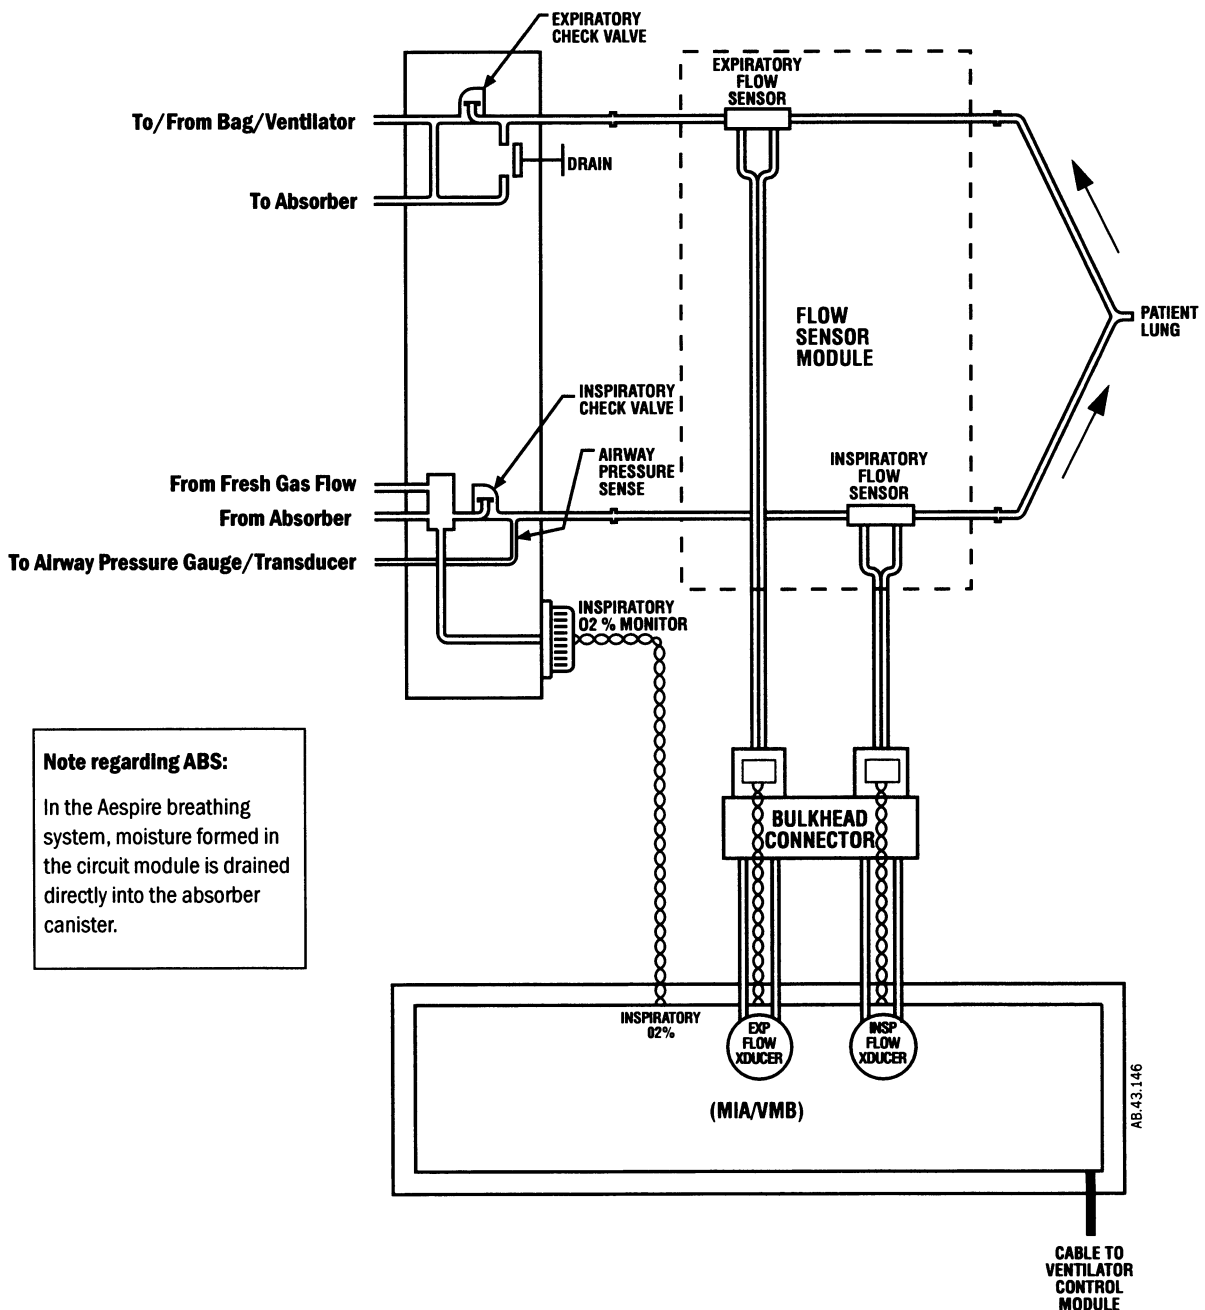 EXPIRATORY
CHECK VALVE
EXPIRATORY
FLOW
SENSOR
To/From Bag/Ventilator
DRAIN
To Absorber
FLOW
SENSOR
MODULE
PATIENT
LUNG
INSPIRATORY
CHECK VALVE
AIRWAY
PRESSURE
SENSE
INSPIRATORY
FLOW
SENSOR
From Fresh Gas Flow
From Absorber
To Airway Pressure Gauge/Transducer
INSPIRATORY
02 % MONITOR
Note regarding ABS:
In the Aespire breathing
system, moisture formed in
the circuit module is drained
directly into the absorber
canister.
BULKHEAD
CONNECTOR
INSPIRATORY
02%
EXP
FLOW
XDUCER
INSP
FLOW
XDUCER
(MIA/VMB)
AB.43.146
CABLE TO
VENTILATOR
CONTROL
MODULE